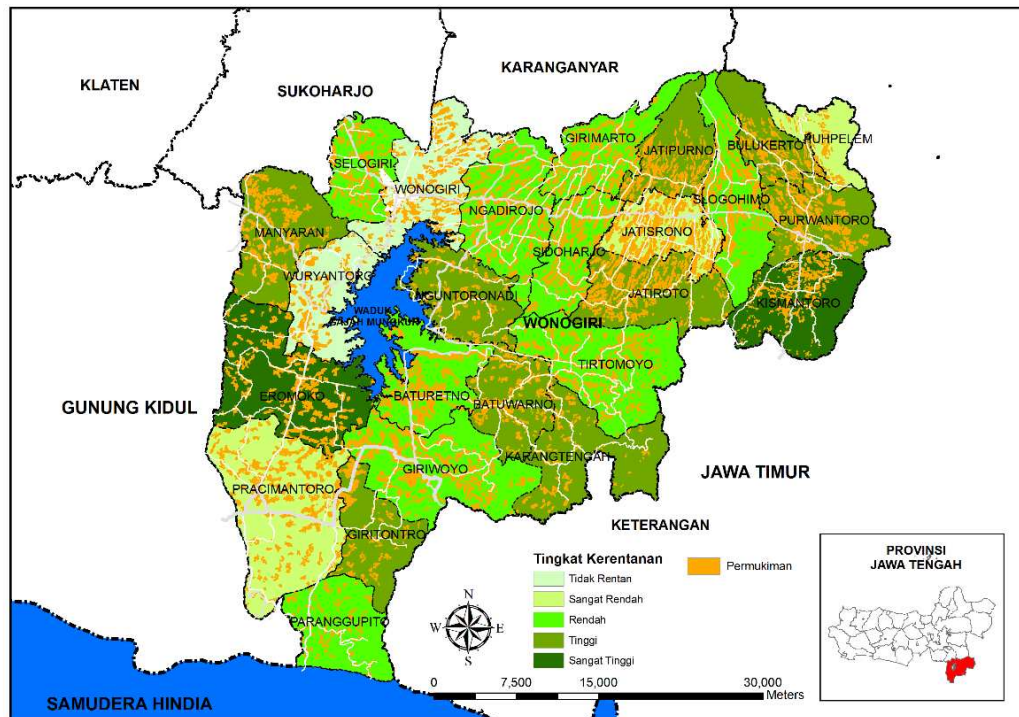 KARANGANYAR
KLATEN
SUKOHARJO
GIRIMARTO
JATIPURNO
BULUKERTO
PUHPELEM
SELOGIRI
WONOGIRI
SLOGOHIMO
NGADIROJO
PURWANTORO
MANYARAN
JATISRONO
SIDOHARJO
WURYANTORO
NGUNTORONADI
JATIROTO
KISMANTORO
WADUK
GAJAH MUNGKUR
WONOGIRI
TIRTOMOYO
EROMOKO
BATURETNO
BATUWARNO
GUNUNG KIDUL
KARANGTENGAH
GIRIWOYO
JAWA TIMUR
PRACIMANTORO
KETERANGAN
GIRITONTRO
Tingkat Kerentanan
Tidak Rentan
Sangat Rendah
Rendah
Tinggi
Sangat Tinggi
Permukiman
PROVINSI
JAWA TENGAH
PARANGGUPITO
N
W E
S
SAMUDERA HINDIA
0 7,500 15,000 30,000
Meters